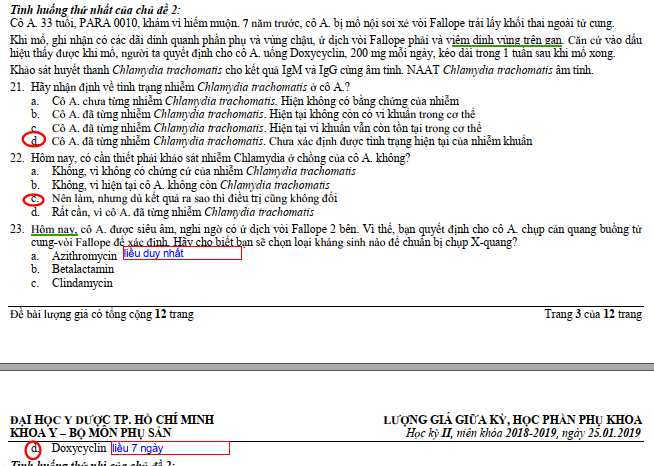 Tình huống thứ nhất của chủ đề 2:
Cô A. 33 tuổi, PARA 0010, khám vì hiếm muộn. 7 năm trước, cô A. bị mổ nội soi xẻ vòi Fallope trái lấy khối thai ngoài tử cung.
Khi mổ, ghi nhận có các dải dính quanh phần phụ và vùng chậu, ứ dịch vòi Fallope phải và viêm dính vùng trên gan. Căn cứ vào dấu
hiệu thấy được khi mổ, người ta quyết định cho cô A. uống Doxycyclin, 200 mg mỗi ngày, kéo dài trong 1 tuần sau khi mổ xong.
Khảo sát huyết thanh Chlamydia trachomatis cho kết quả IgM và IgG cùng âm tính. NAAT Chlamydia trachomatis âm tính.
21. Hãy nhận định về tình trạng nhiễm Chlamydia trachomatis ở cô A.?
a. Cô A. chưa từng nhiễm Chlamydia trachomatis. Hiện không có bằng chứng của nhiễm
b. Cô A. đã từng nhiễm Chlamydia trachomatis. Hiện tại không còn có vi khuẩn trong cơ thể
c. Cô A. đã từng nhiễm Chlamydia trachomatis. Hiện tại vi khuẩn vẫn còn tồn tại trong cơ thể
d. Cô A. đã từng nhiễm Chlamydia trachomatis. Chưa xác định được tình trạng hiện tại của nhiễm khuẩn
22. Hôm nay, có cần thiết phải khảo sát nhiễm Chlamydia ở chồng của cô A. không?
a. Không, vì không có chứng cứ của nhiễm Chlamydia trachomatis
b. Không, vì hiện tại cô A. không còn Chlamydia trachomatis
c. Nên làm, nhưng dù kết quả ra sao thì điều trị cũng không đổi
d. Rất cần, vì cô A. đã từng nhiễm Chlamydia trachomatis
23. Hôm nay, cô A. được siêu âm, nghi ngờ có ứ dịch vòi Fallope 2 bên. Vì thế, bạn quyết định cho cô A. chụp cản quang buồng tử
cung-vòi Fallope để xác định. Hãy cho biết bạn sẽ chọn loại kháng sinh nào để chuẩn bị chụp X-quang?
a. Azithromycin liều duy nhất
b. Betalactamin
c. Clindamycin
Đề bài lượng giá có tổng cộng 12 trang Trang 3 của 12 trang
ĐẠI HỌC Y DƯỢC TP. HỒ CHÍ MINH LƯỢNG GIÁ GIỮA KỲ, HỌC PHẦN PHỤ KHOA
KHOA Y – BỘ MÔN PHỤ SẢN Học kỳ II, niên khóa 2018-2019, ngày 25.01.2019
d. Doxycyclin liều 7 ngày
Tình huống thứ nhì của chủ đề 2: